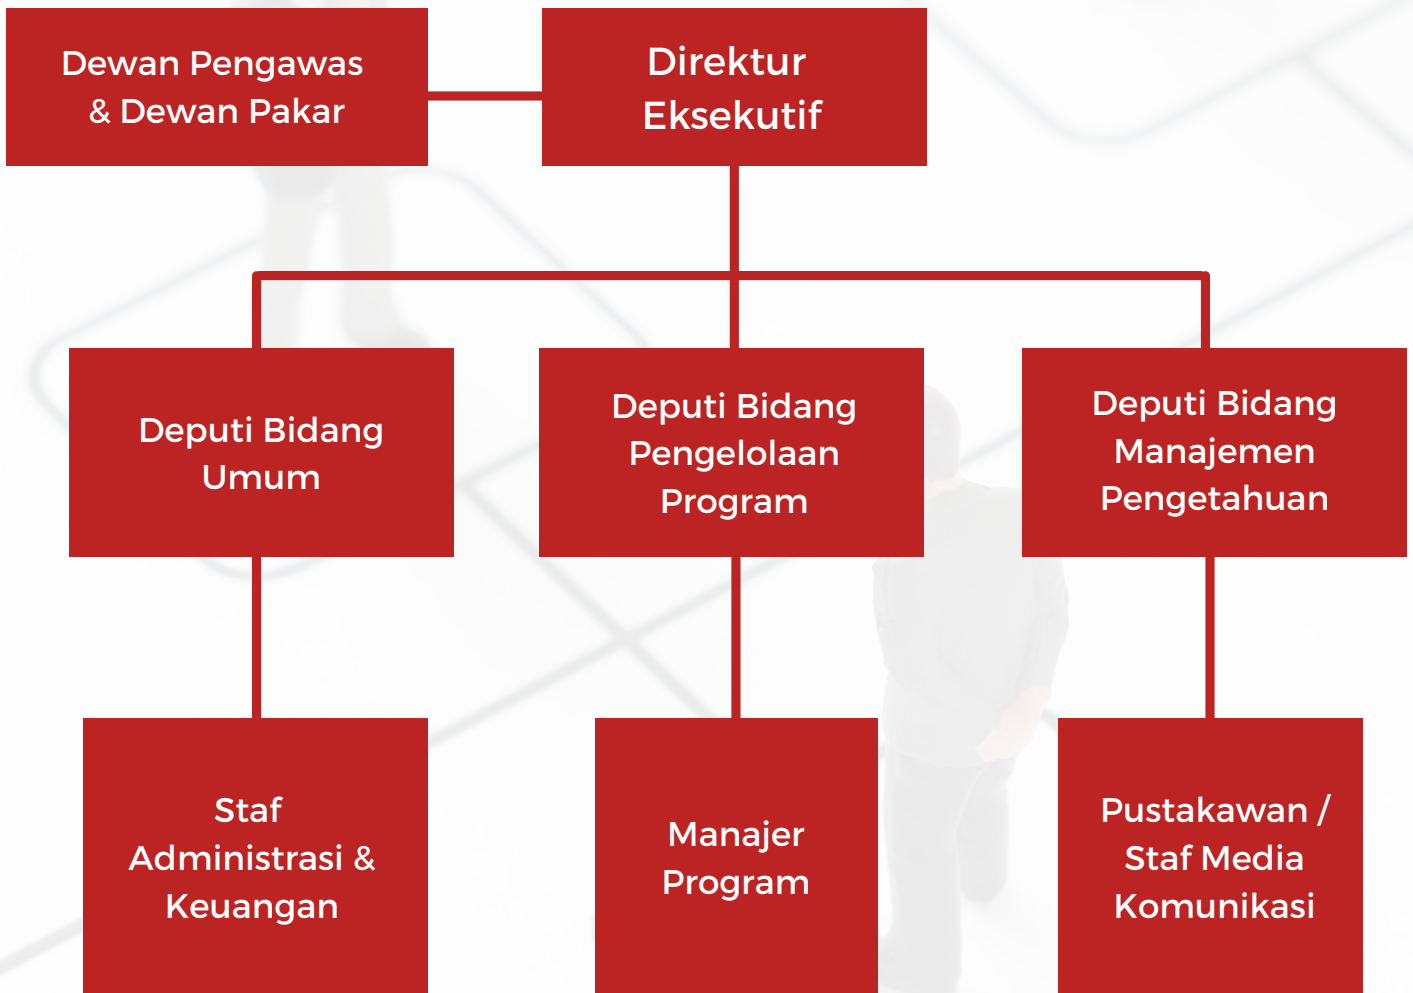 Dewan Pengawas
& Dewan Pakar
Direktur
Eksekutif
Deputi Bidang
Umum
Deputi Bidang
Pengelolaan
Program
Deputi Bidang
Manajemen
Pengetahuan
Staf
Administrasi &
Keuangan
Manajer
Program
Pustakawan /
Staf Media
Komunikasi